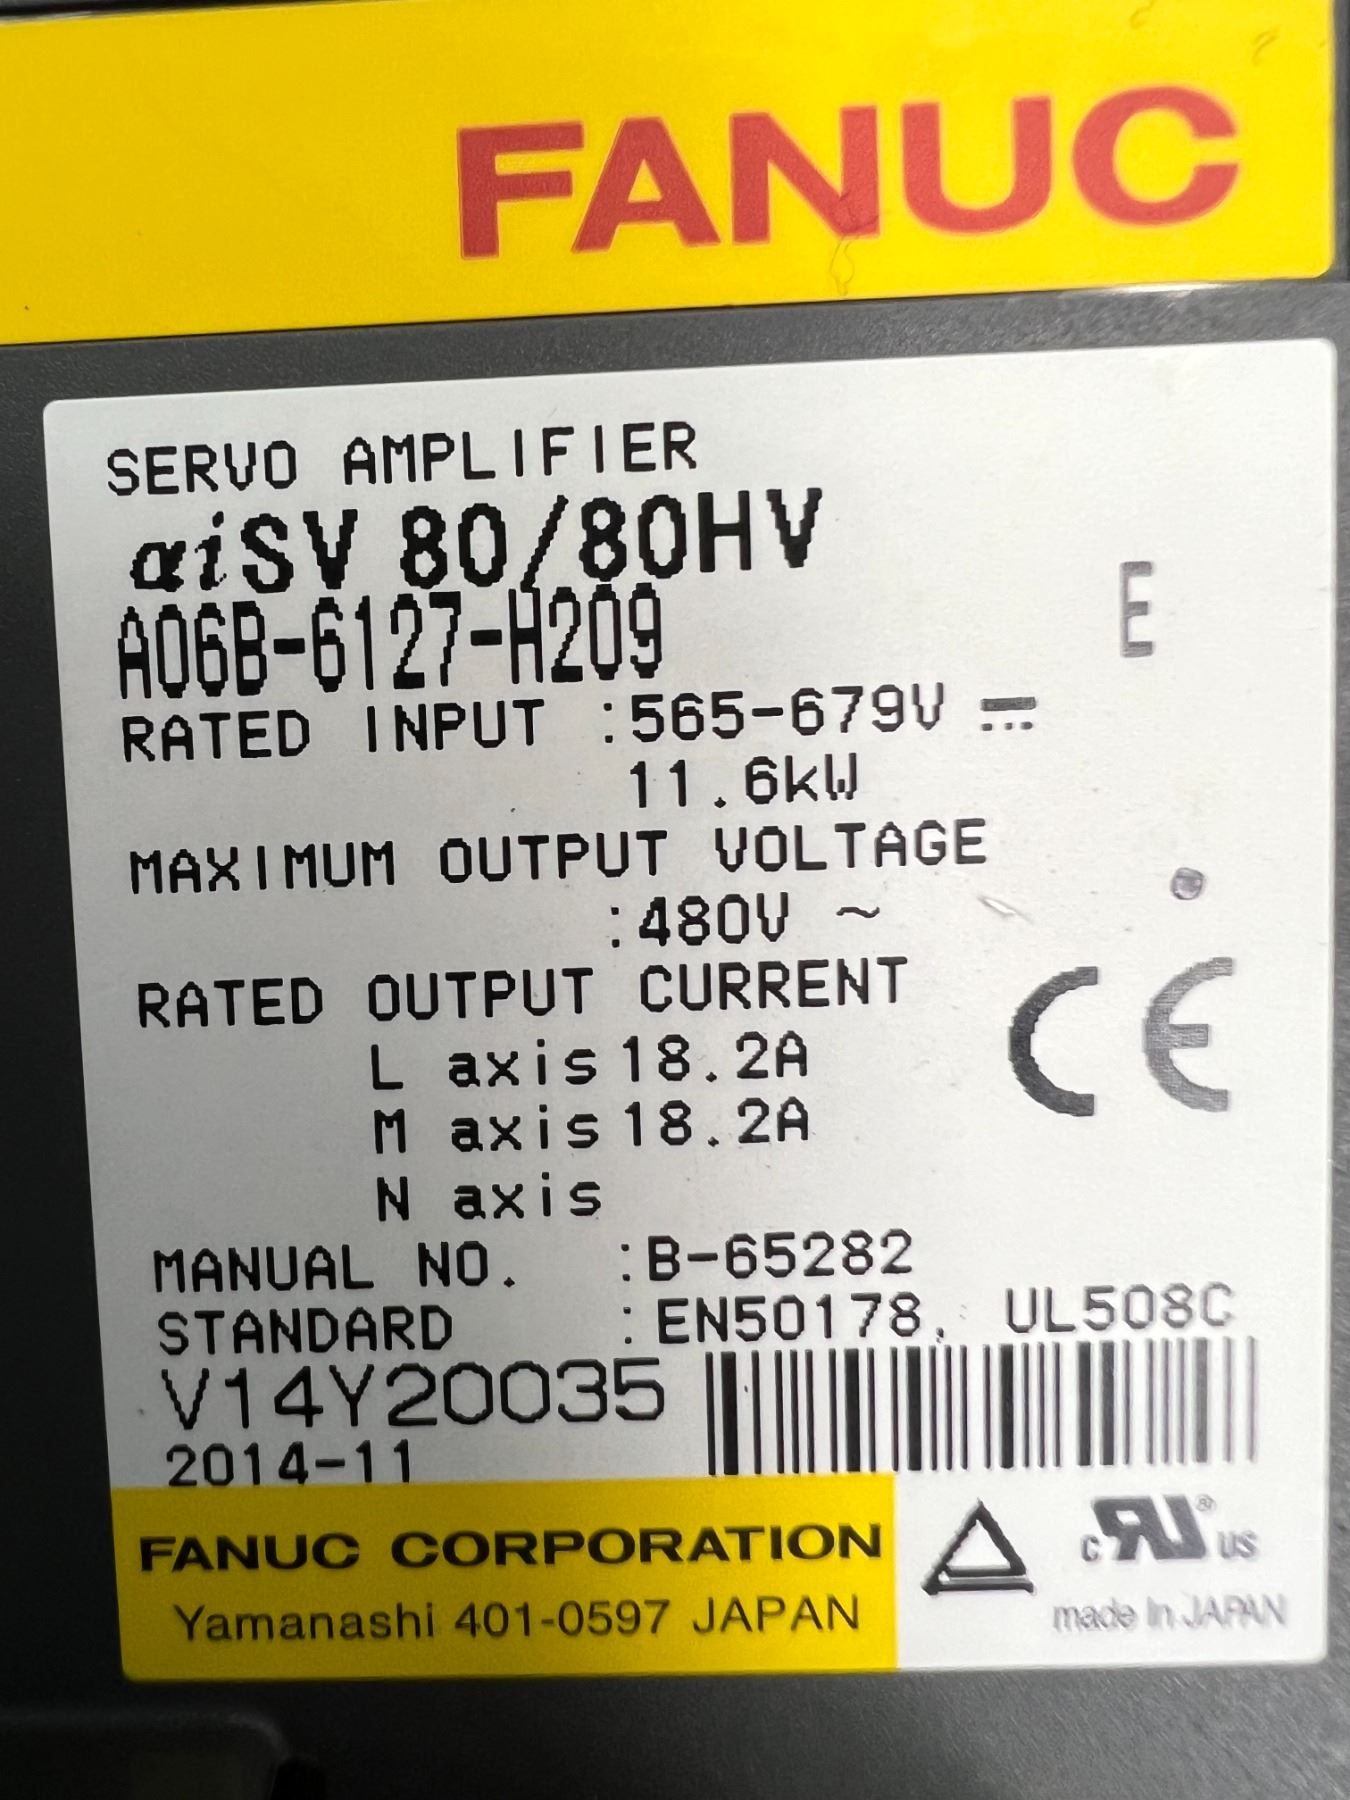 FANUC
SERVO AMPLIFIER
αiSV 80/80HV
A06B-6127-H209
E
RATED INPUT :565-679V ⎓
11.6kW
MAXIMUM OUTPUT VOLTAGE
:480V ~
RATED OUTPUT CURRENT
L axis 18.2A
M axis 18.2A
N axis
CE
MANUAL NO. :B-65282
STANDARD :EN50178, UL508C
V14Y20035
2014-11
FANUC CORPORATION
Yamanashi 401-0597 JAPAN
c RU® US
made in JAPAN